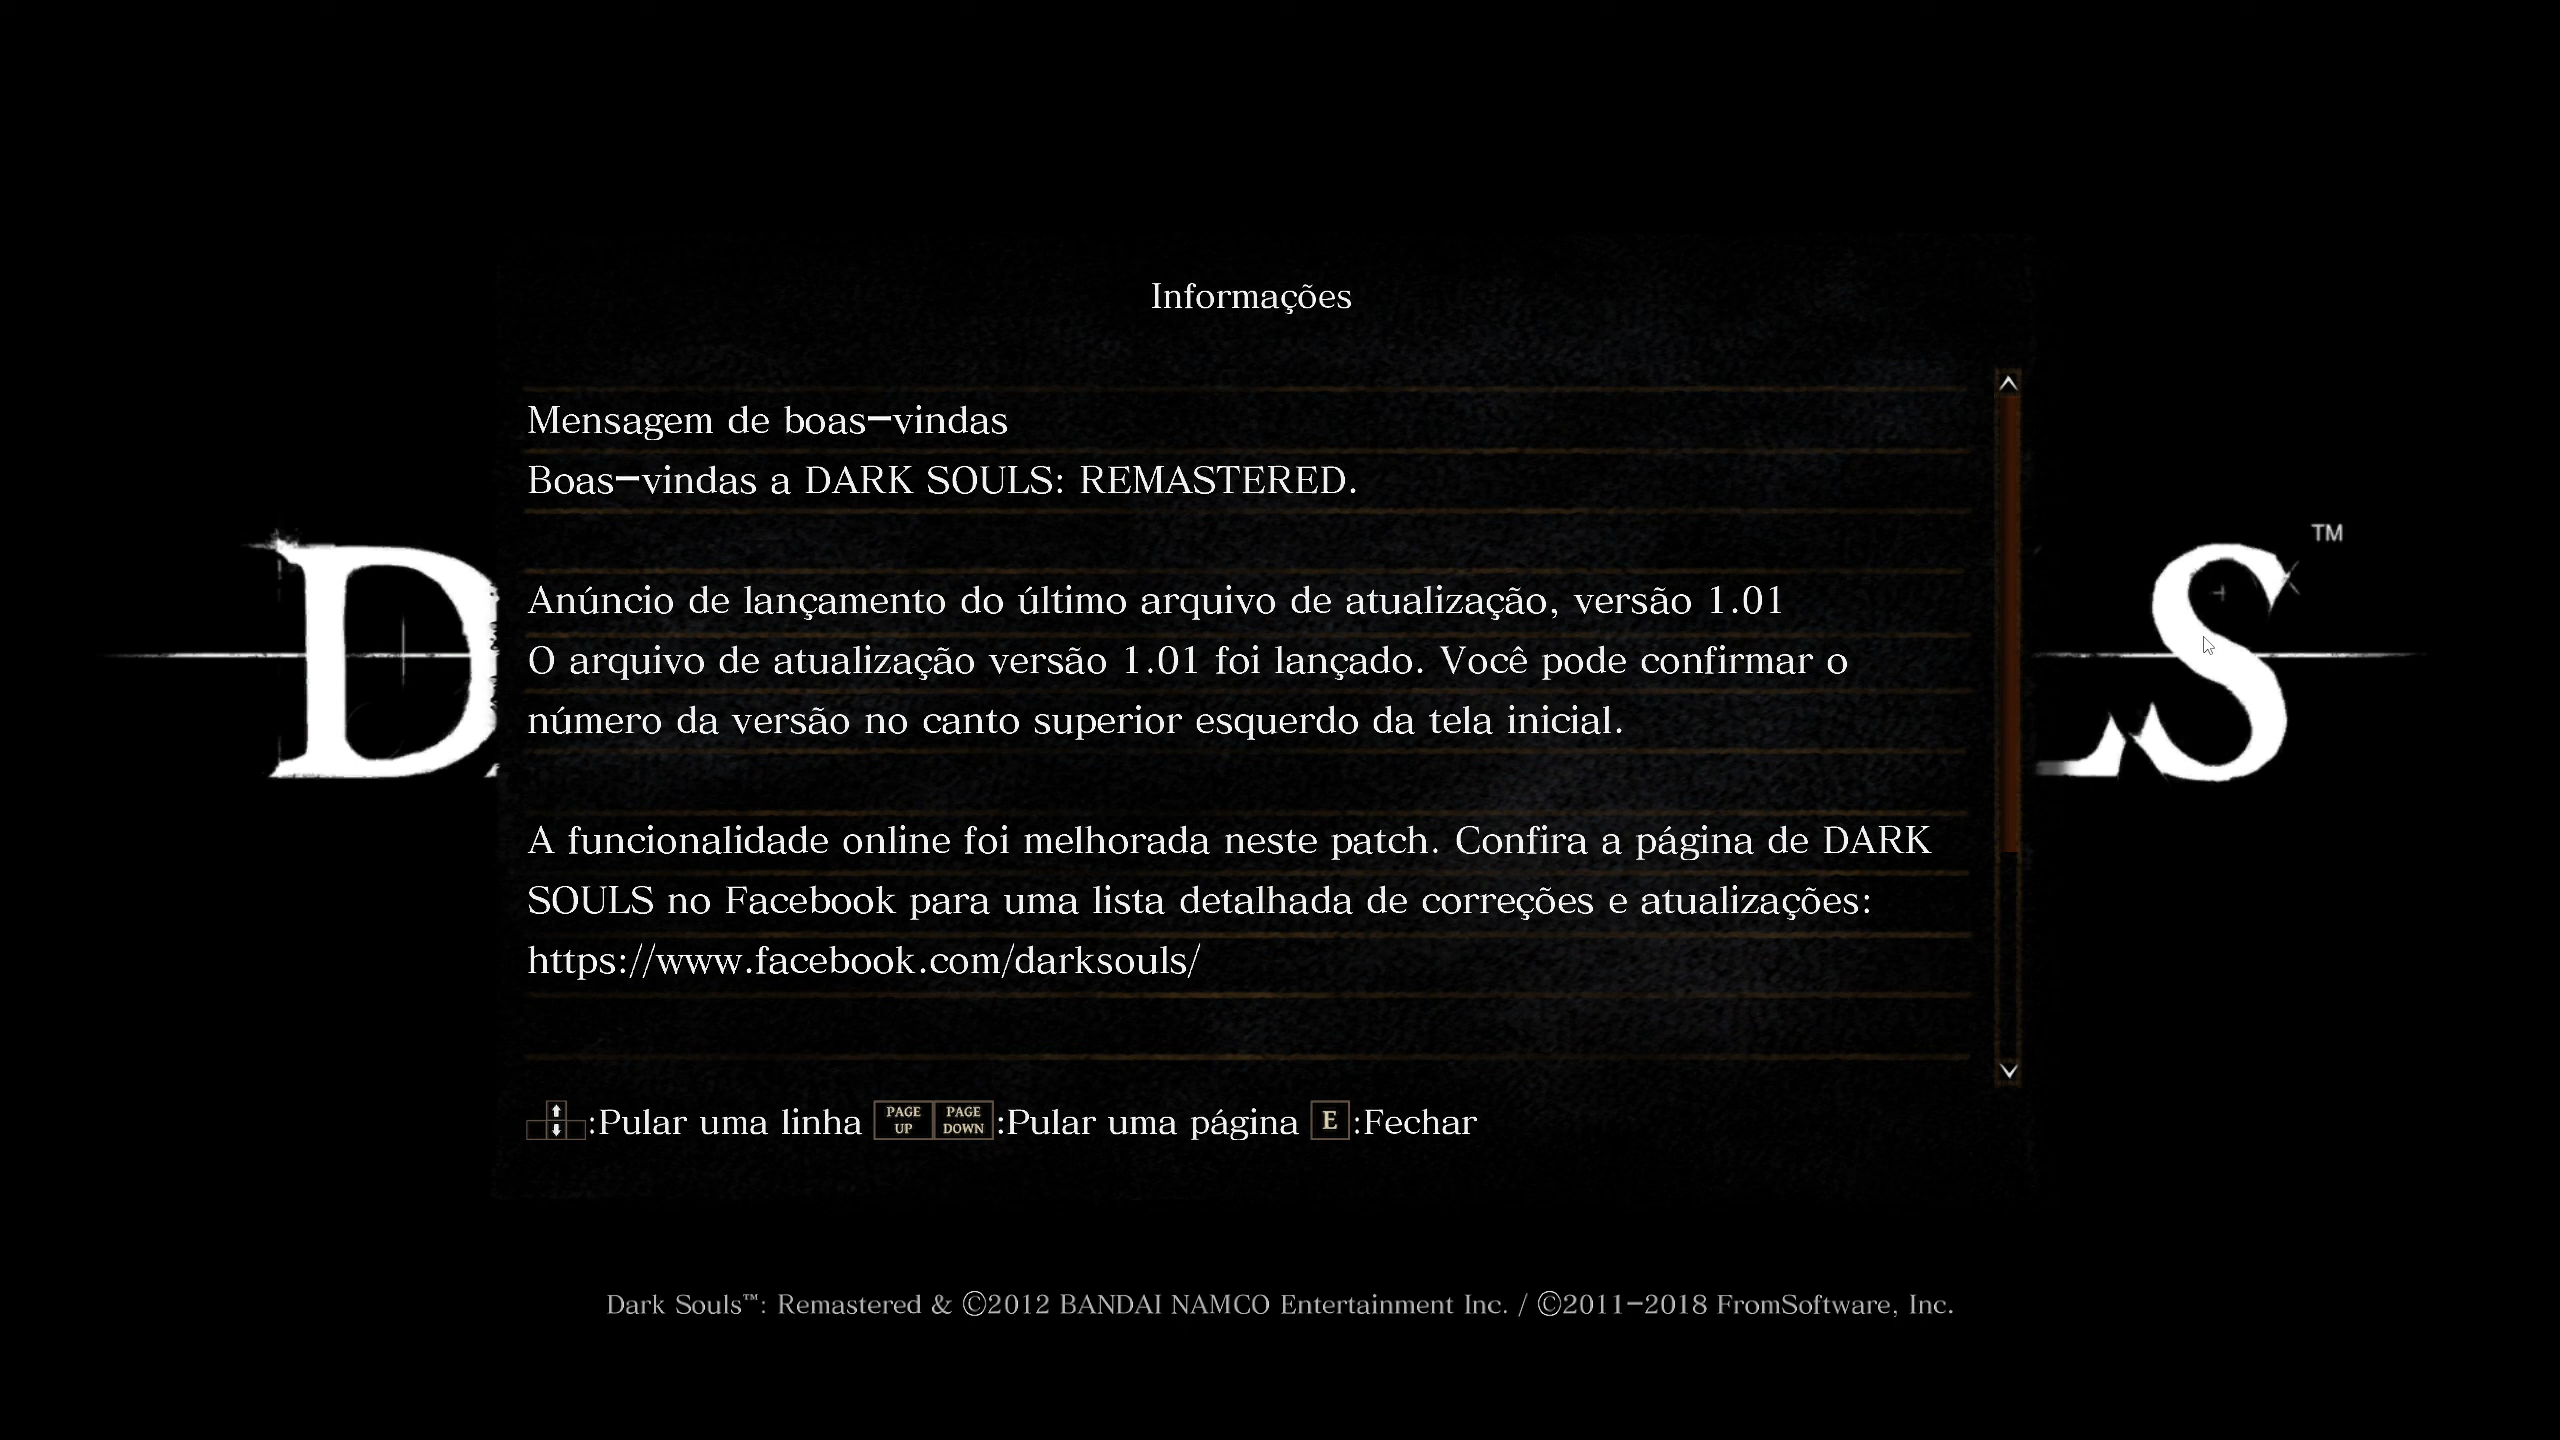 Informações
Mensagem de boas-vindas
Boas-vindas a DARK SOULS: REMASTERED.
Anúncio de lançamento do último arquivo de atualização, versão 1.01
O arquivo de atualização versão 1.01 foi lançado. Você pode confirmar o
número da versão no canto superior esquerdo da tela inicial.
A funcionalidade online foi melhorada neste patch. Confira a página de DARK
SOULS no Facebook para uma lista detalhada de correções e atualizações:
https://www.facebook.com/darksouls/
D S ™
:Pular uma linha PAGE UP PAGE DOWN :Pular uma página E :Fechar
Dark Souls™: Remastered & ©2012 BANDAI NAMCO Entertainment Inc. / ©2011-2018 FromSoftware, Inc.